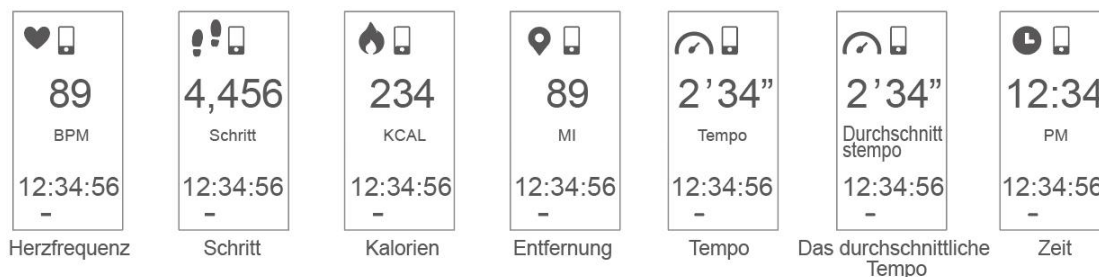 89
BPM
12:34:56
Herzfrequenz
4,456
Schritt
12:34:56
Schritt
234
KCAL
12:34:56
Kalorien
89
MI
12:34:56
Entfernung
2’34”
Tempo
12:34:56
Tempo
2’34”
Durchschnitt
stempo
12:34:56
Das durchschnittliche
Tempo
12:34
PM
12:34:56
Zeit